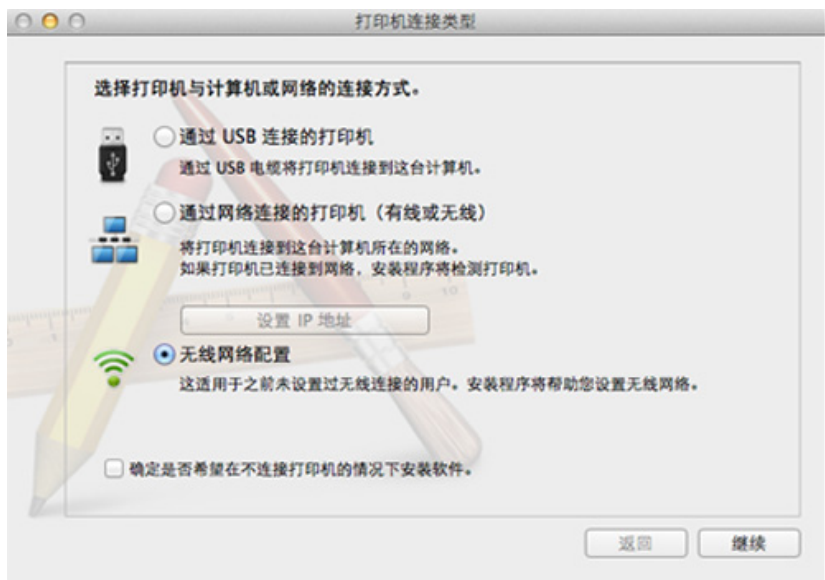 打印机连接类型
选择打印机与计算机或网络的连接方式。
通过 USB 连接的打印机
通过 USB 电缆将打印机连接到这台计算机。
通过网络连接的打印机（有线或无线）
将打印机连接到这台计算机所在的网络。
如果打印机已连接到网络，安装程序将检测打印机。
设置 IP 地址
无线网络配置
这适用于之前未设置过无线连接的用户。安装程序将帮助您设置无线网络。
确定是否希望在不连接打印机的情况下安装软件。
返回 继续